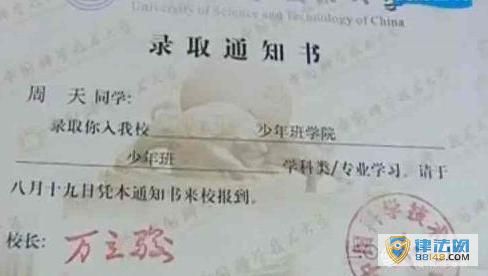 University of Science and Technology of China
录取通知书
周天同学:
录取你入我校 少年班学院
少年班 学科类/专业学习. 请于
八月十九日凭本通知书来校报到.
校长: 万立骏
律法网
98148.com